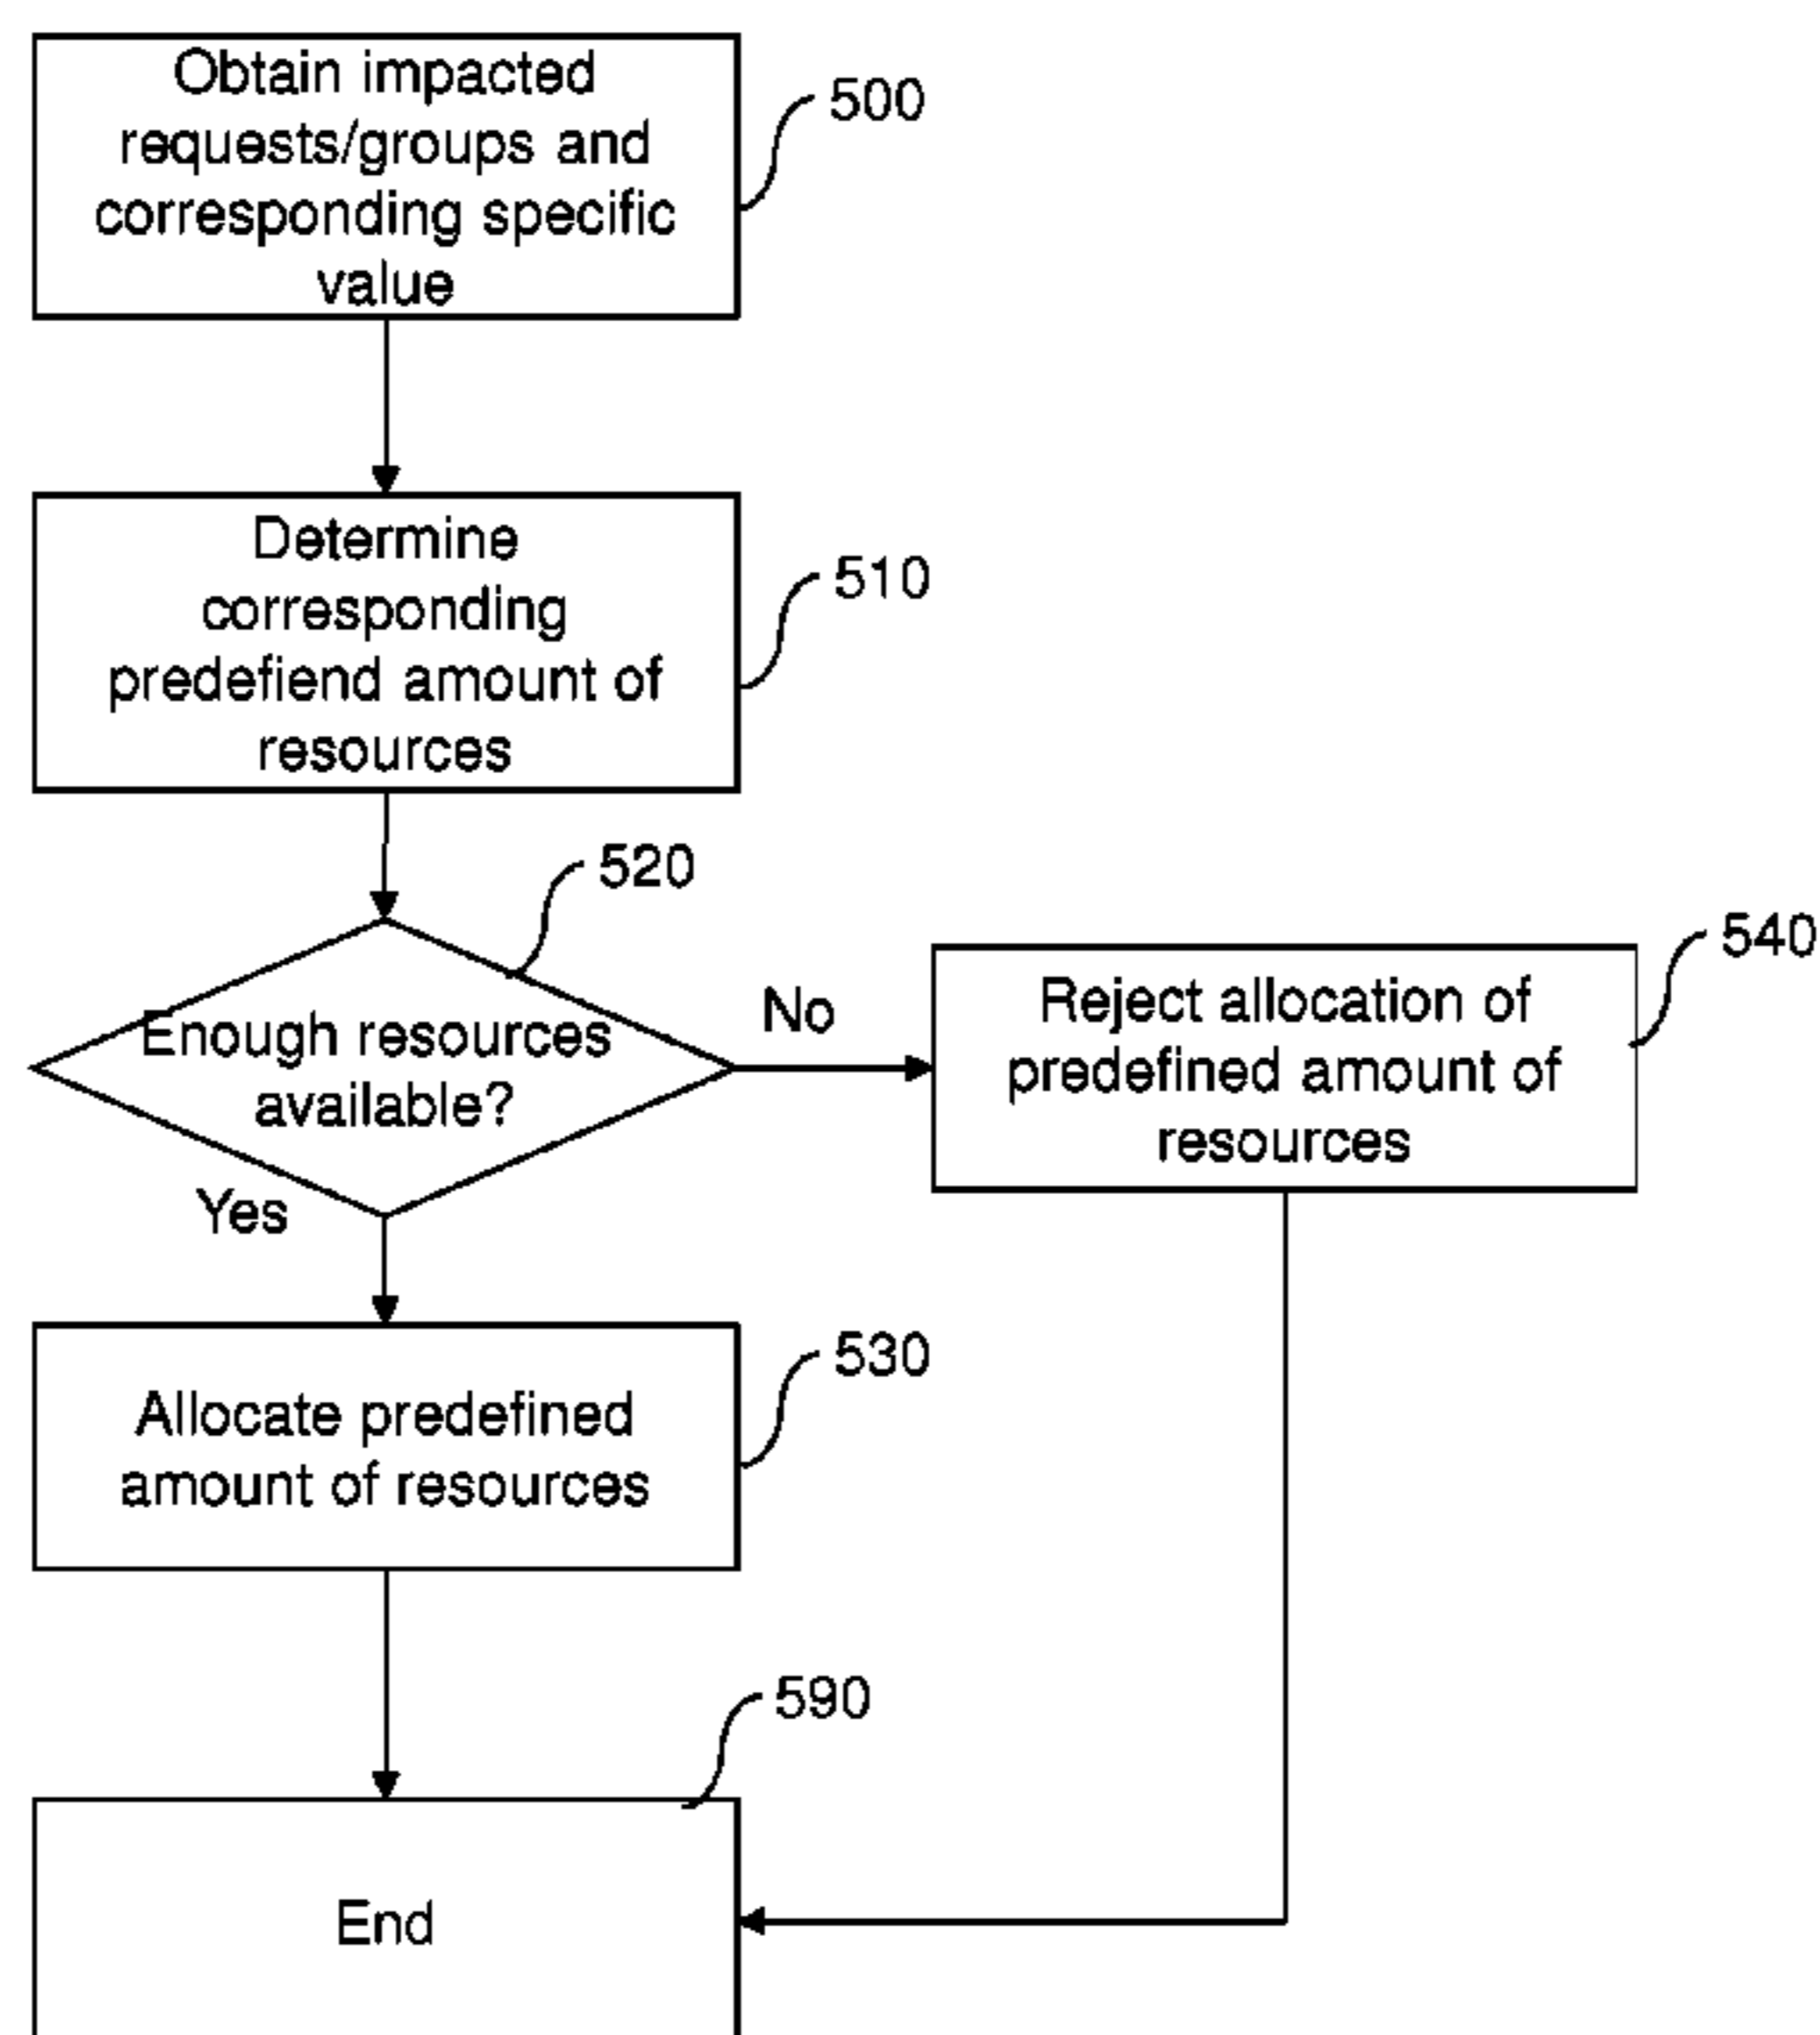 Obtain impacted
requests/groups and
corresponding specific
value
500
Determine
corresponding
predefiend amount of
resources
510
520
Enough resources
available?
No
Yes
540
Reject allocation of
predefined amount of
resources
530
Allocate predefined
amount of resources
590
End